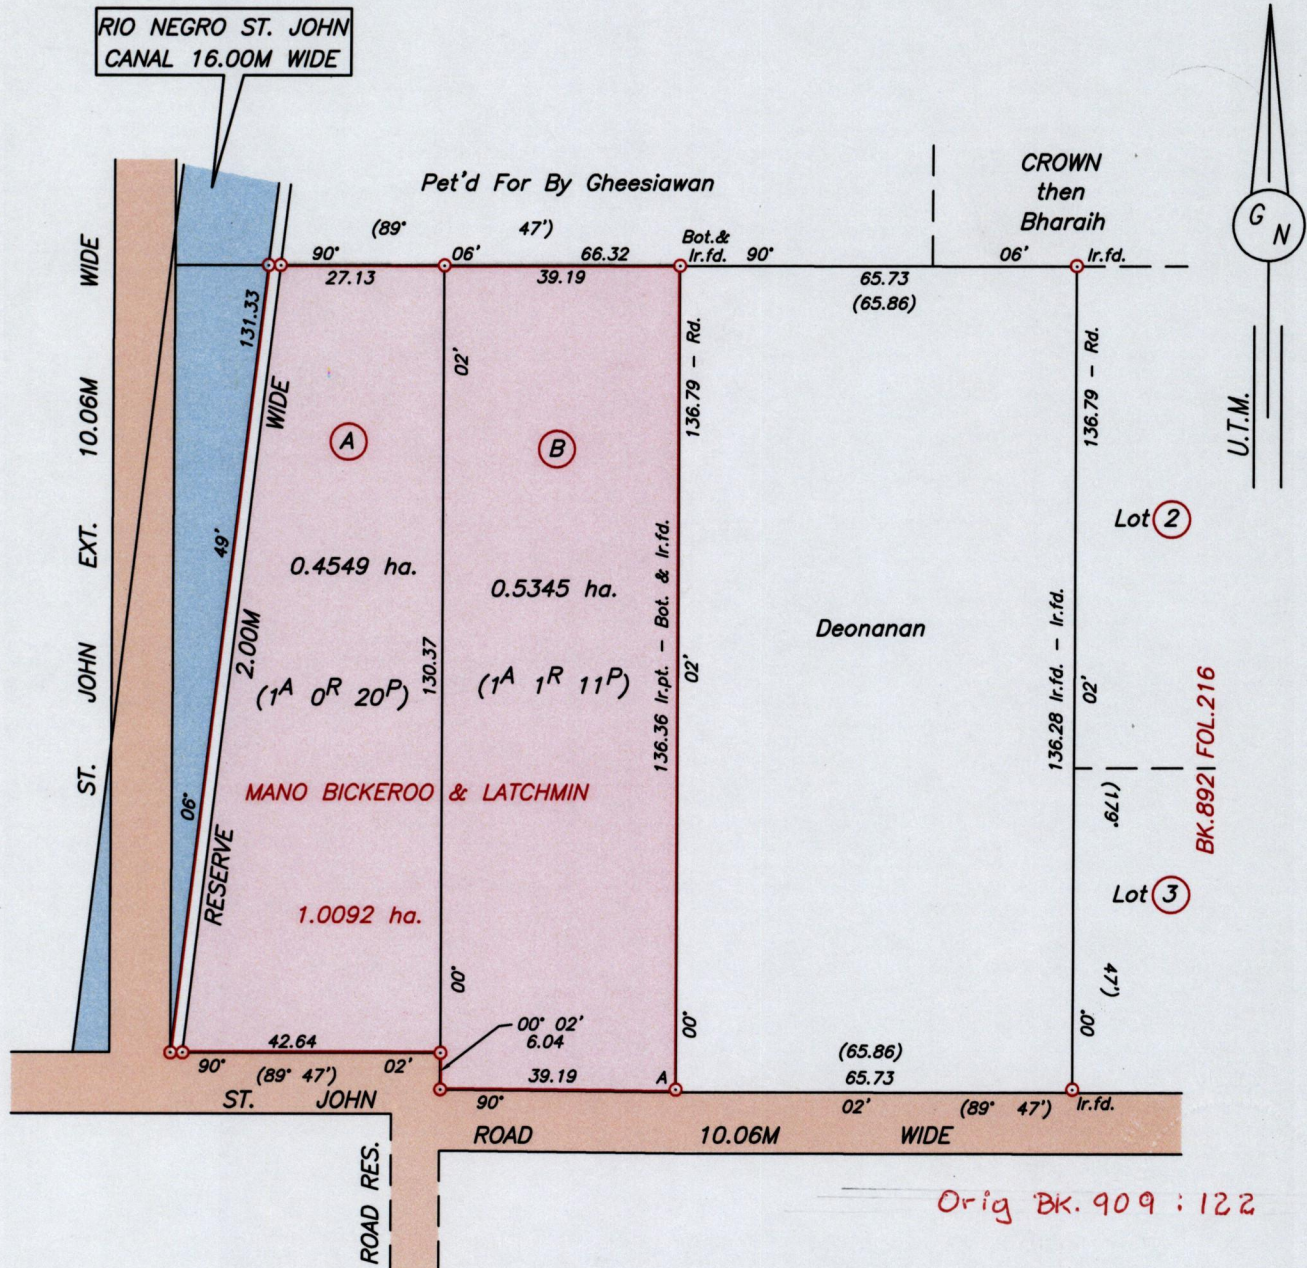 RIO NEGRO ST. JOHN
CANAL 16.00M WIDE
Pet'd For By Gheesiawan
CROWN
then
Bharaih
G N
U.T.M.
(89° 47')
90° 06' 66.32
Bot.&
Ir.fd.
90° 06' Ir.fd.
27.13 39.19
65.73
(65.86)
ST. JOHN EXT. 10.06M WIDE
131.33
06° 49'
RESERVE 2.00M WIDE
A
B
00° 02'
130.37
136.79 - Rd.
136.36 Ir.pt. - Bot. & Ir.fd.
00° 02'
136.79 - Rd.
136.28 Ir.fd. - Ir.fd.
00° 02'
(179° 47')
Lot 2
Lot 3
BK.892 FOL.216
0.4549 ha.
0.5345 ha.
Deonanan
(1A 0R 20P)
(1A 1R 11P)
MANO BICKEROO & LATCHMIN
1.0092 ha.
42.64
00° 02'
6.04
39.19 A
(65.86)
65.73
90° (89° 47') 02'
90° 02' (89° 47') Ir.fd.
ST. JOHN
ROAD 10.06M WIDE
ROAD RES.
Orig BK. 909 : 122